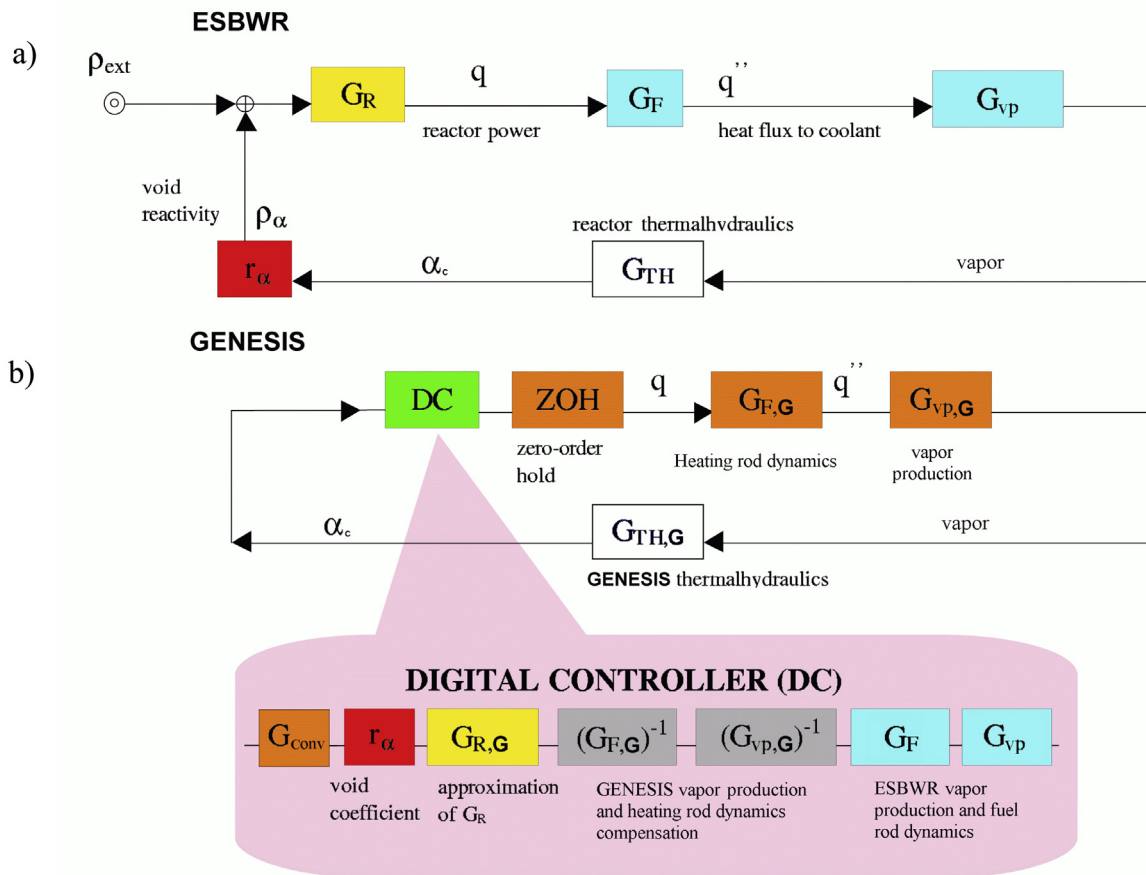 ESBWR
a)
ρext
GR
q
reactor power
GF
q’’
heat flux to coolant
Gvp
void
reactivity
ρα
rα
αc
reactor thermalhydraulics
GTH
vapor
GENESIS
b)
DC
ZOH
zero-order
hold
q
GF,G
Heating rod dynamics
q’’
Gvp,G
vapor
production
αc
GTH,G
GENESIS thermalhydraulics
vapor
DIGITAL CONTROLLER (DC)
GConv
rα
GR,G
(GF,G)-1
(Gvp,G)-1
GF
Gvp
void
coefficient
approximation
of GR
GENESIS vapor production
and heating rod dynamics
compensation
ESBWR vapor
production and fuel
rod dynamics